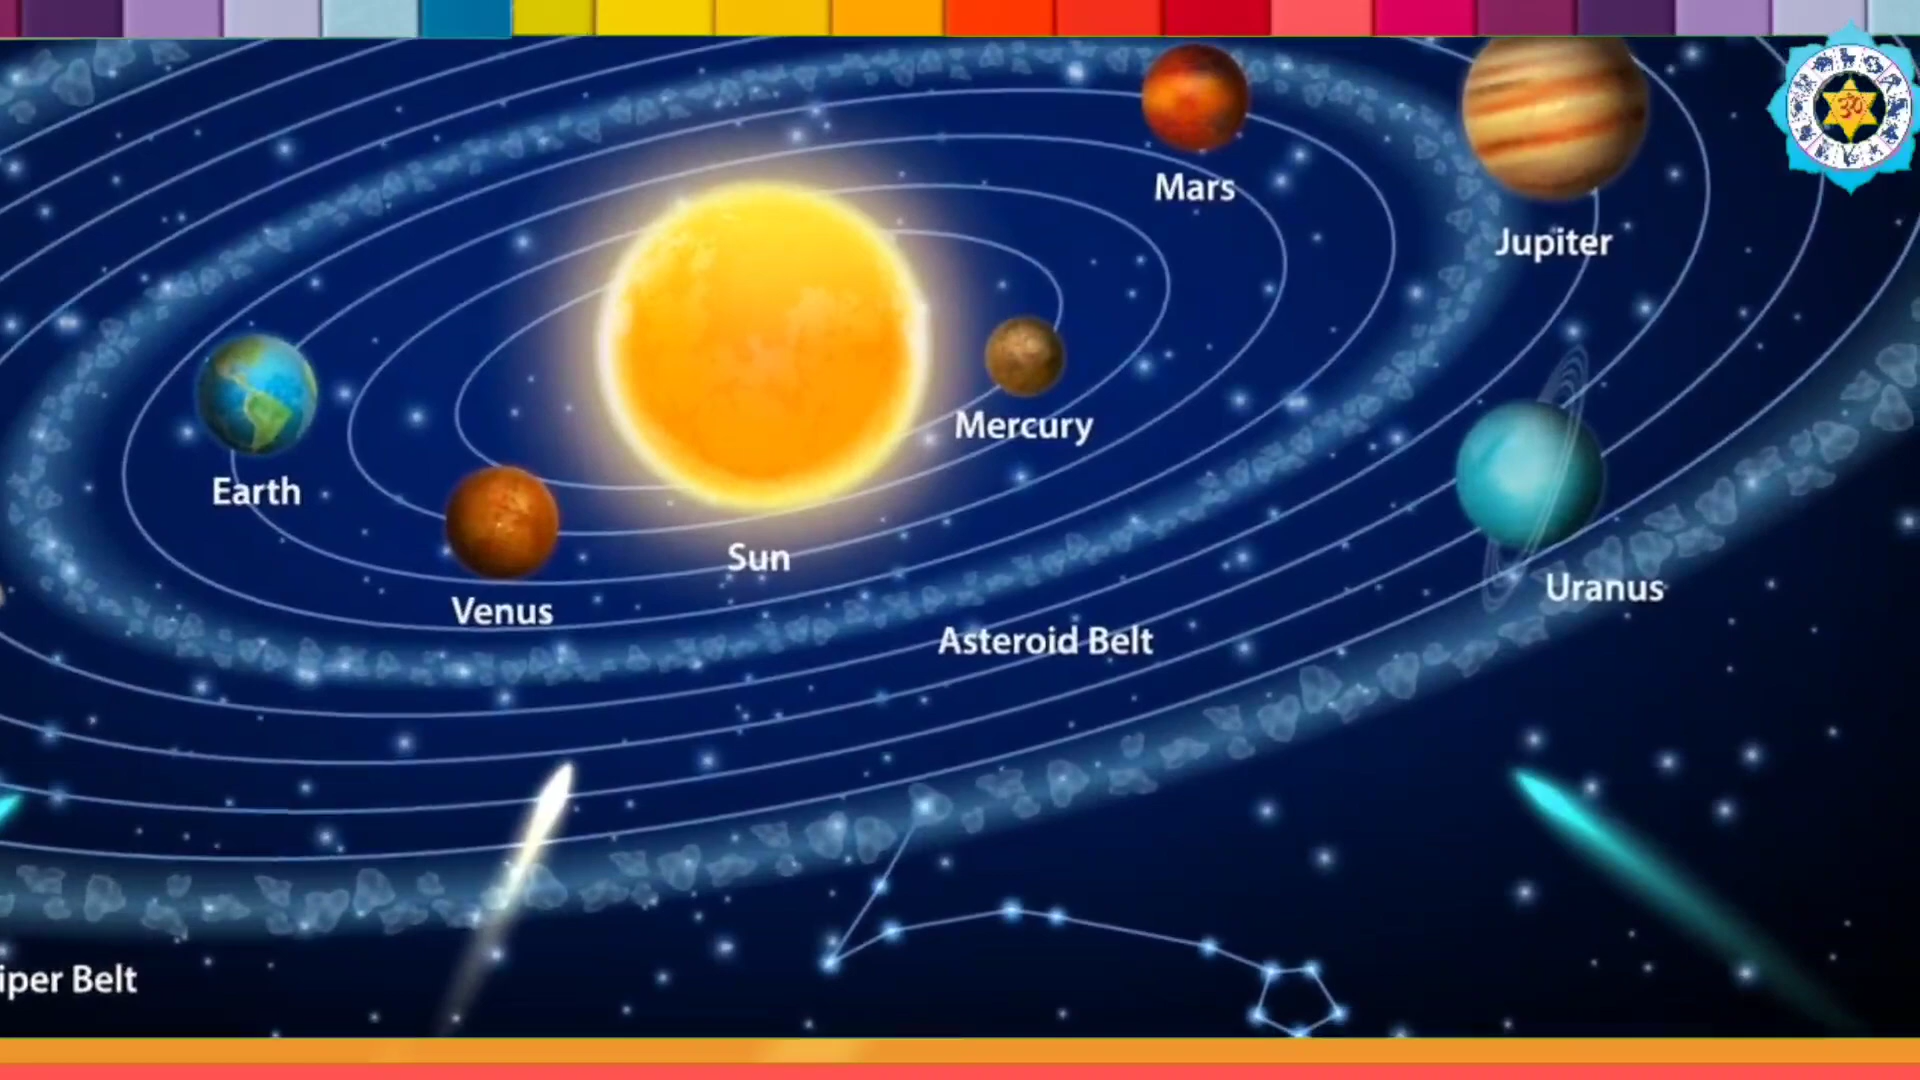 Mars
Jupiter
Mercury
Earth
Sun
Venus
Uranus
Asteroid Belt
iper Belt
ॐ